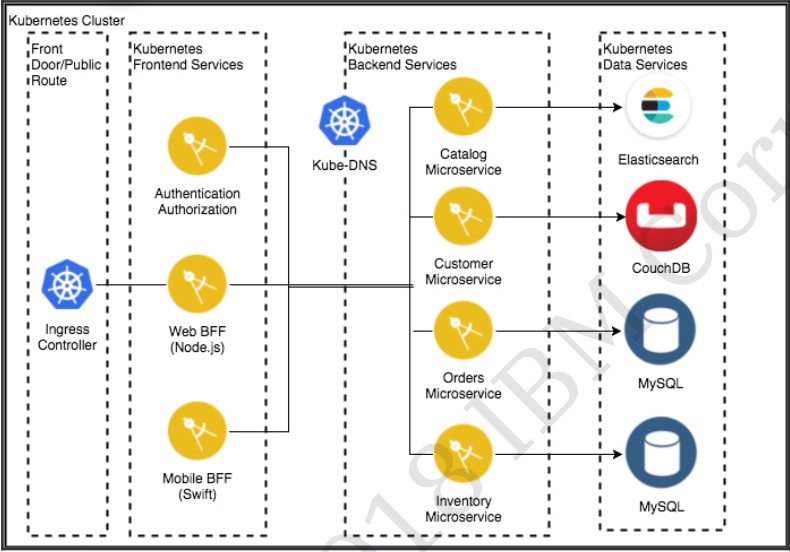 Kubernetes Cluster
Front
Door/Public
Route
Kubernetes
Frontend Services
Kubernetes
Backend Services
Kubernetes
Data Services
Kube-DNS
Catalog
Microservice
Elasticsearch
Authentication
Authorization
Customer
Microservice
CouchDB
Ingress
Controller
Web BFF
(Node.js)
Orders
Microservice
MySQL
Mobile BFF
(Swift)
Inventory
Microservice
MySQL
2018 IBM Corp